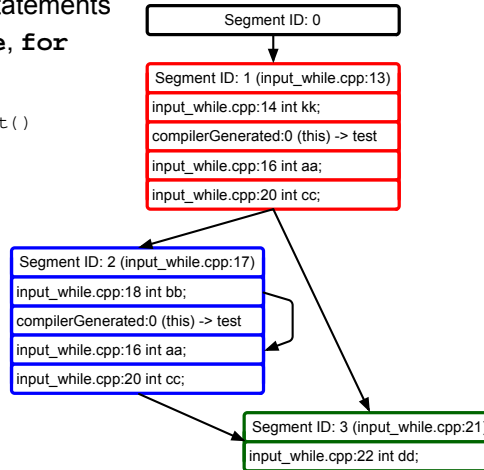 tatements
e, for
t()
Segment ID: 0
Segment ID: 1 (input_while.cpp:13)
input_while.cpp:14 int kk;
compilerGenerated:0 (this) -> test
input_while.cpp:16 int aa;
input_while.cpp:20 int cc;
Segment ID: 2 (input_while.cpp:17)
input_while.cpp:18 int bb;
compilerGenerated:0 (this) -> test
input_while.cpp:16 int aa;
input_while.cpp:20 int cc;
Segment ID: 3 (input_while.cpp:21)
input_while.cpp:22 int dd;